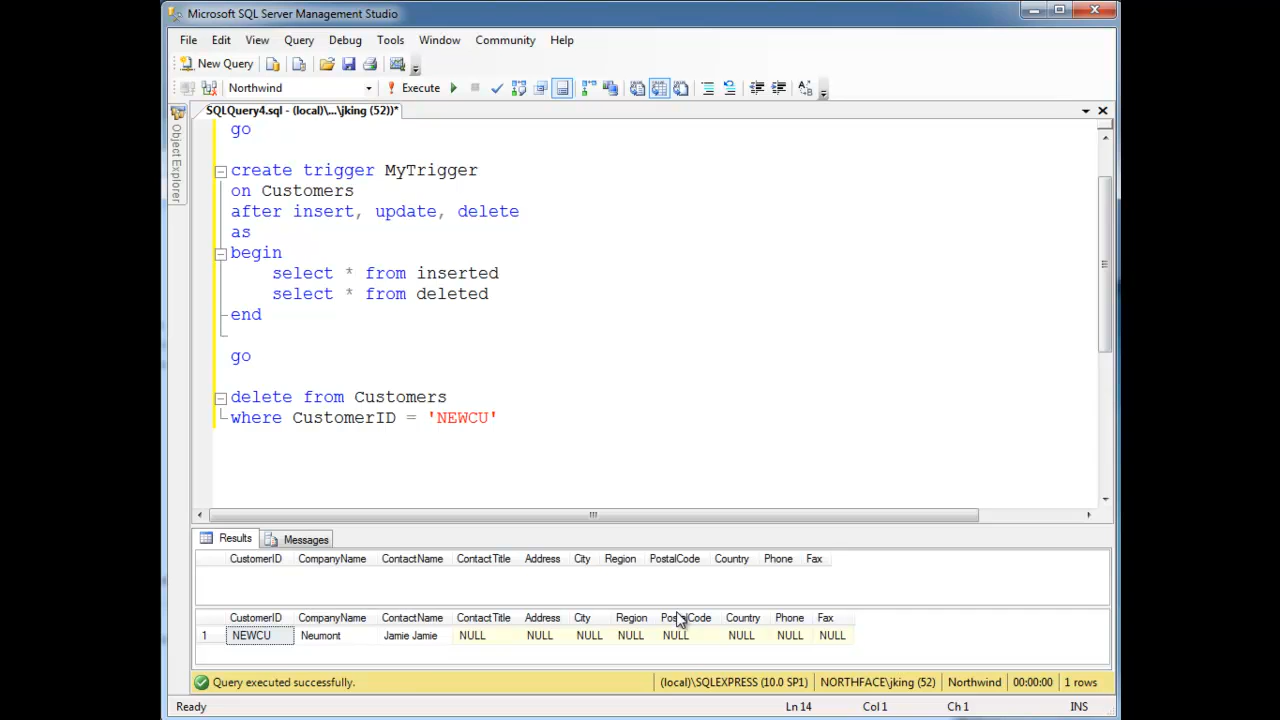 Microsoft SQL Server Management Studio
File Edit View Query Debug Tools Window Community Help
New Query
Northwind Execute
SQLQuery4.sql - (local)\...\jking (52))*
Object Explorer
go
create trigger MyTrigger
on Customers
after insert, update, delete
as
begin
select * from inserted
select * from deleted
end
go
delete from Customers
where CustomerID = 'NEWCU'
Results Messages
CustomerID CompanyName ContactName ContactTitle Address City Region PostalCode Country Phone Fax
CustomerID CompanyName ContactName ContactTitle Address City Region PostalCode Country Phone Fax
1 NEWCU Neumont Jamie Jamie NULL NULL NULL NULL NULL NULL NULL NULL
Query executed successfully. (local)\SQLEXPRESS (10.0 SP1) NORTHFACE\jking (52) Northwind 00:00:00 1 rows
Ready Ln 14 Col 1 Ch 1 INS